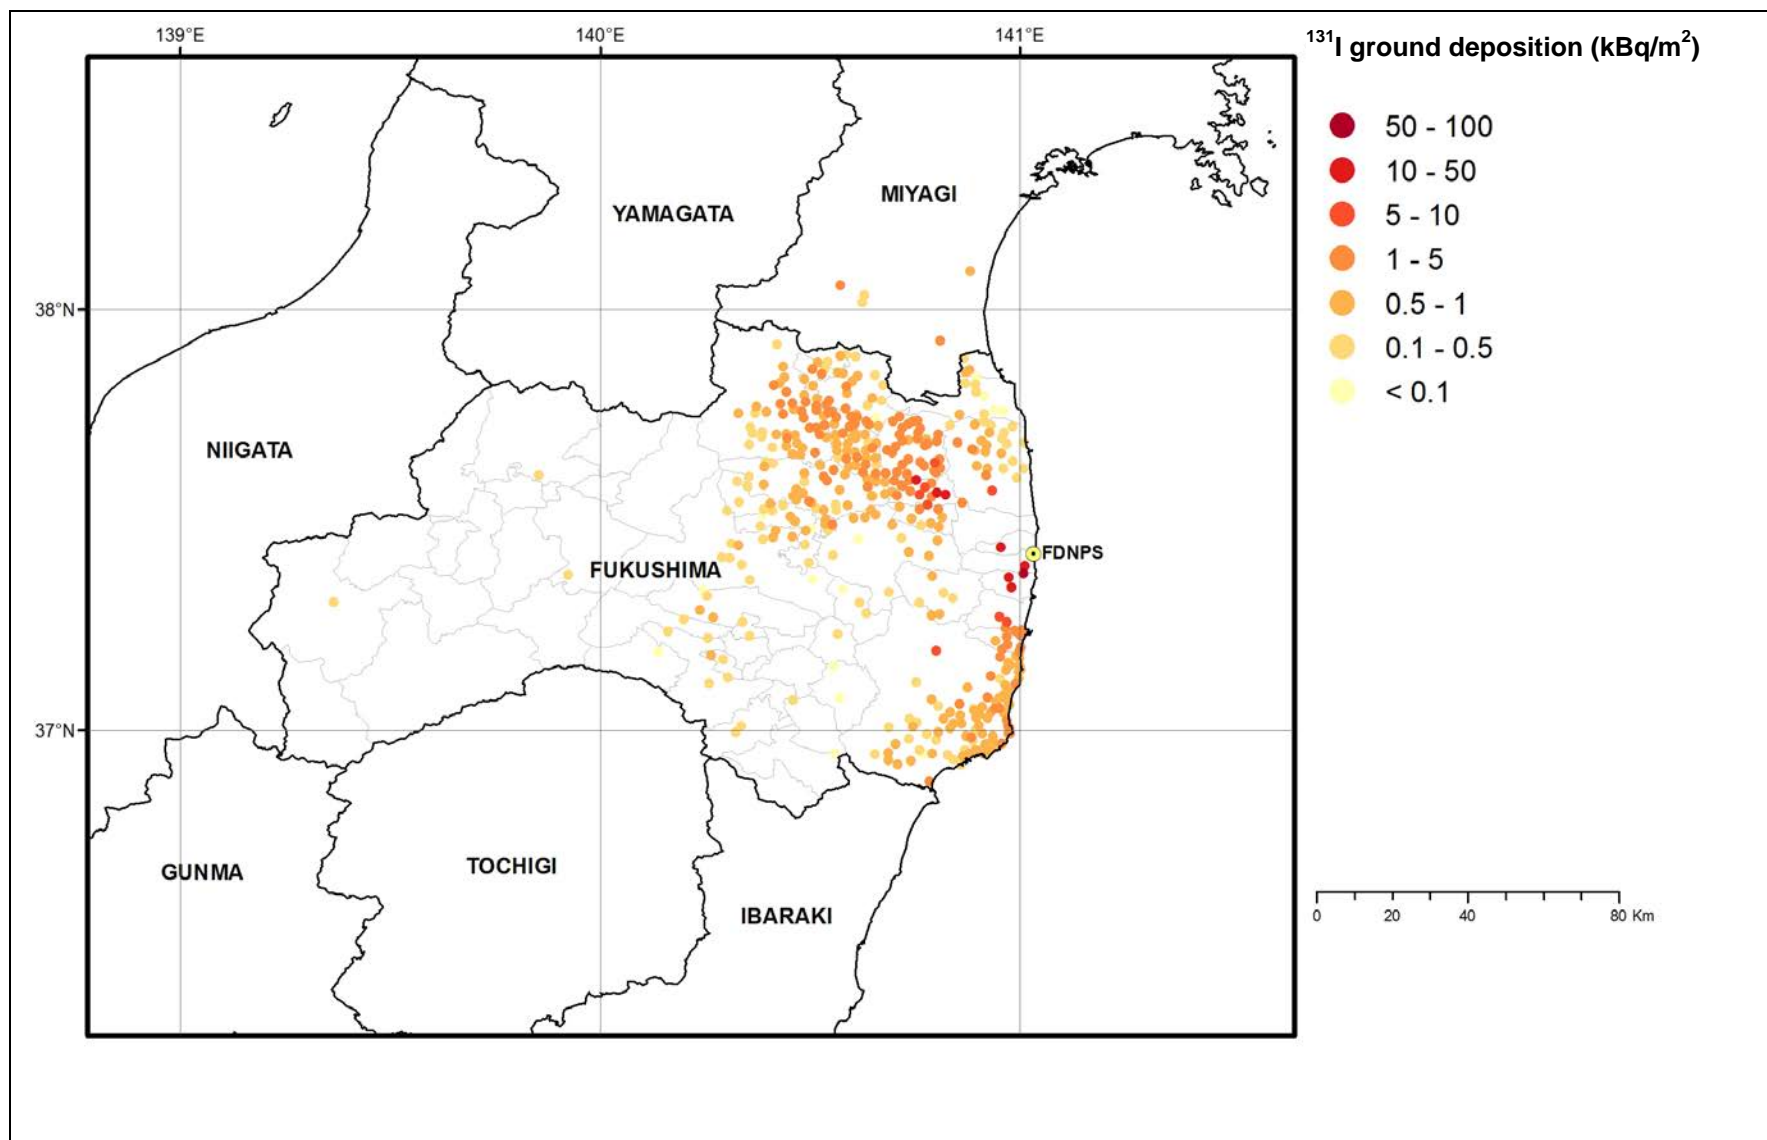 139°E 140°E 141°E
¹³¹I ground deposition (kBq/m²)
50 - 100
10 - 50
5 - 10
1 - 5
0.5 - 1
0.1 - 0.5
< 0.1
MIYAGI
YAMAGATA
38°N
NIIGATA
FDNPS
FUKUSHIMA
37°N
TOCHIGI
GUNMA
IBARAKI
0 20 40 80 Km